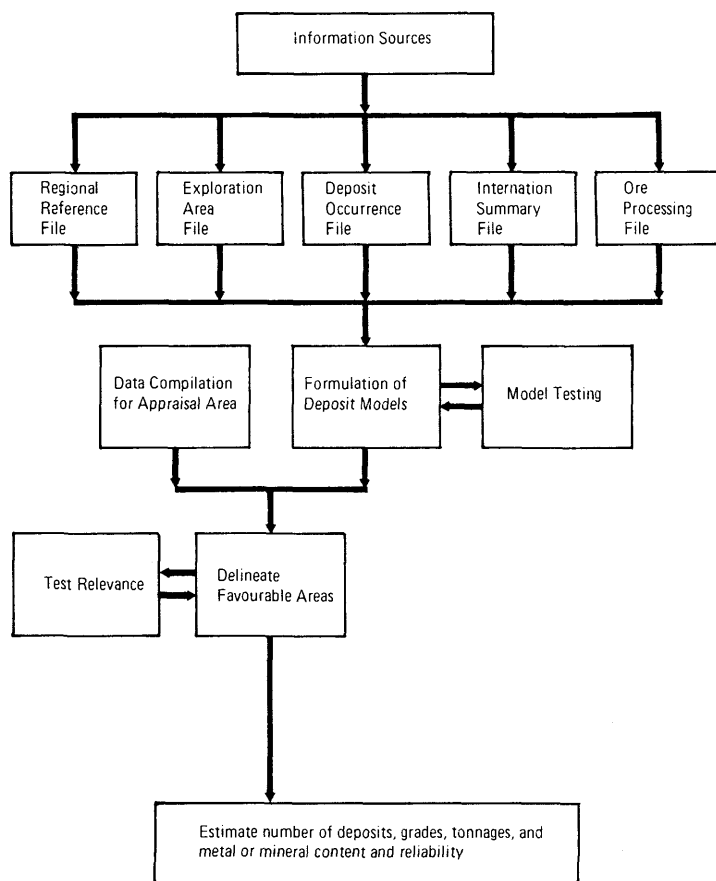 Information Sources
Regional
Reference
File
Exploration
Area
File
Deposit
Occurrence
File
Internation
Summary
File
Ore
Processing
File
Data Compilation
for Appraisal Area
Formulation of
Deposit Models
Model Testing
Test Relevance
Delineate
Favourable Areas
Estimate number of deposits, grades, tonnages, and
metal or mineral content and reliability